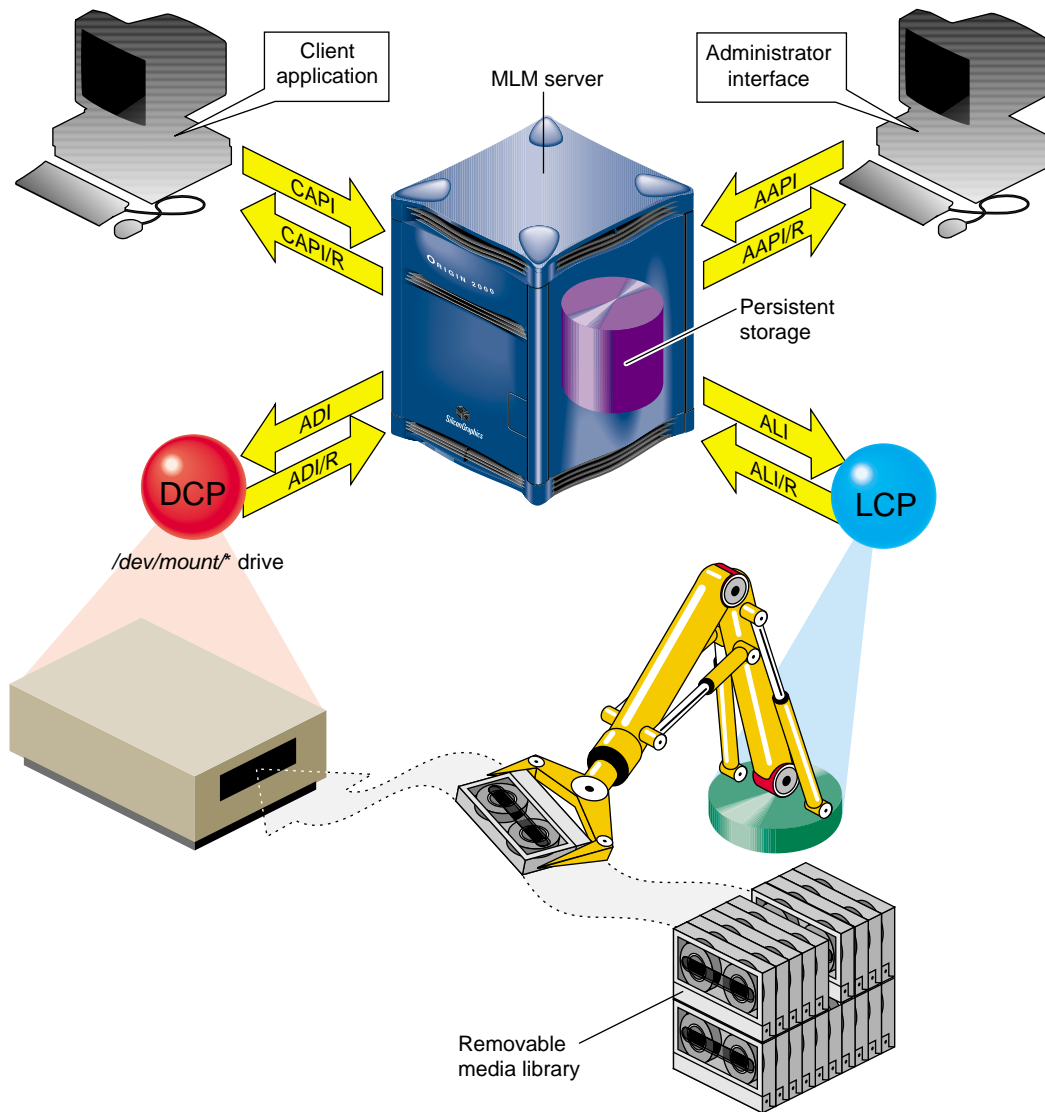 Client
application
MLM server
Administrator
interface
CAPI
CAPI/R
AAPI
AAPI/R
ORIGIN 2000
Persistent
storage
SiliconGraphics
ADI
ADI/R
ALI
ALI/R
DCP
LCP
/dev/mount/* drive
Removable
media library